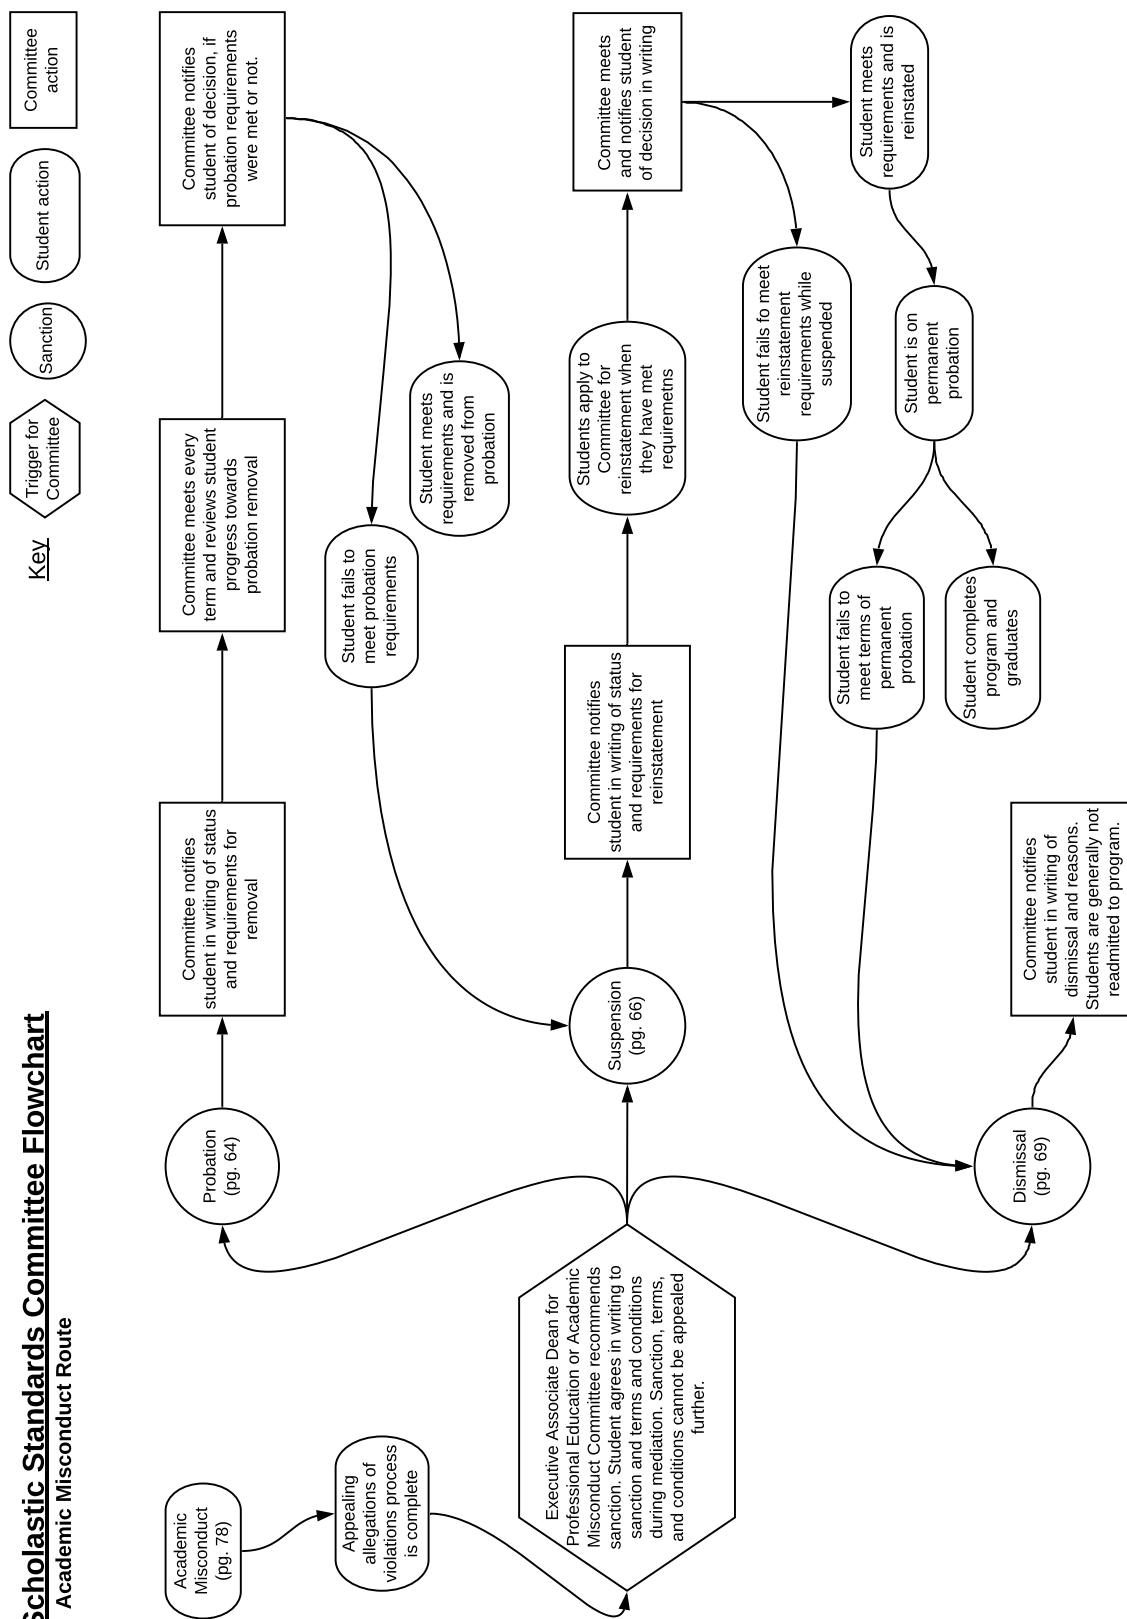 Scholastic Standards Committee Flowchart
Academic Misconduct Route
Key
Trigger for
Committee
Sanction
Student action
Committee
action
Academic
Misconduct
(pg. 78)
Appealing
allegations of
violations process
is complete
Executive Associate Dean for
Professional Education or Academic
Misconduct Committee recommends
sanction. Student agrees in writing to
sanction and terms and conditions
during mediation. Sanction, terms,
and conditions cannot be appealed
further.
Probation
(pg. 64)
Committee notifies
student in writing of status
and requirements for
removal
Committee meets every
term and reviews student
progress towards
probation removal
Committee notifies
student of decision, if
probation requirements
were met or not.
Student fails to
meet probation
requirements
Student meets
requirements and is
removed from
probation
Suspension
(pg. 66)
Committee notifies
student in writing of status
and requirements for
reinstatement
Students apply to
Committee for
reinstatement when
they have met
requiremetns
Committee meets
and notifies student
of decision in writing
Student fails fo meet
reinstatement
requirements while
suspended
Student meets
requirements and is
reinstated
Student is on
permanent
probation
Student fails to
meet terms of
permanent
probation
Student completes
program and
graduates
Dismissal
(pg. 69)
Committee notifies
student in writing of
dismissal and reasons.
Students are generally not
readmitted to program.